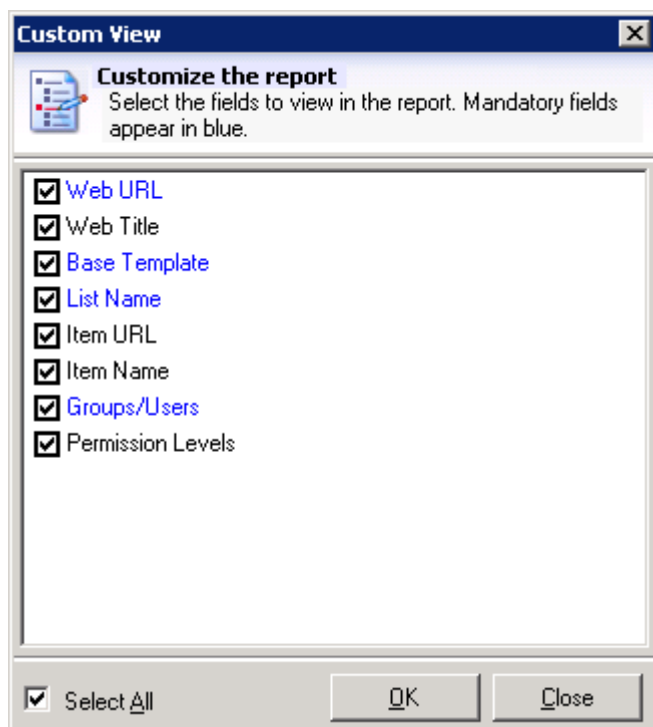 Custom View
Customize the report
Select the fields to view in the report. Mandatory fields
appear in blue.
Web URL
Web Title
Base Template
List Name
Item URL
Item Name
Groups/Users
Permission Levels
Select All
OK
Close